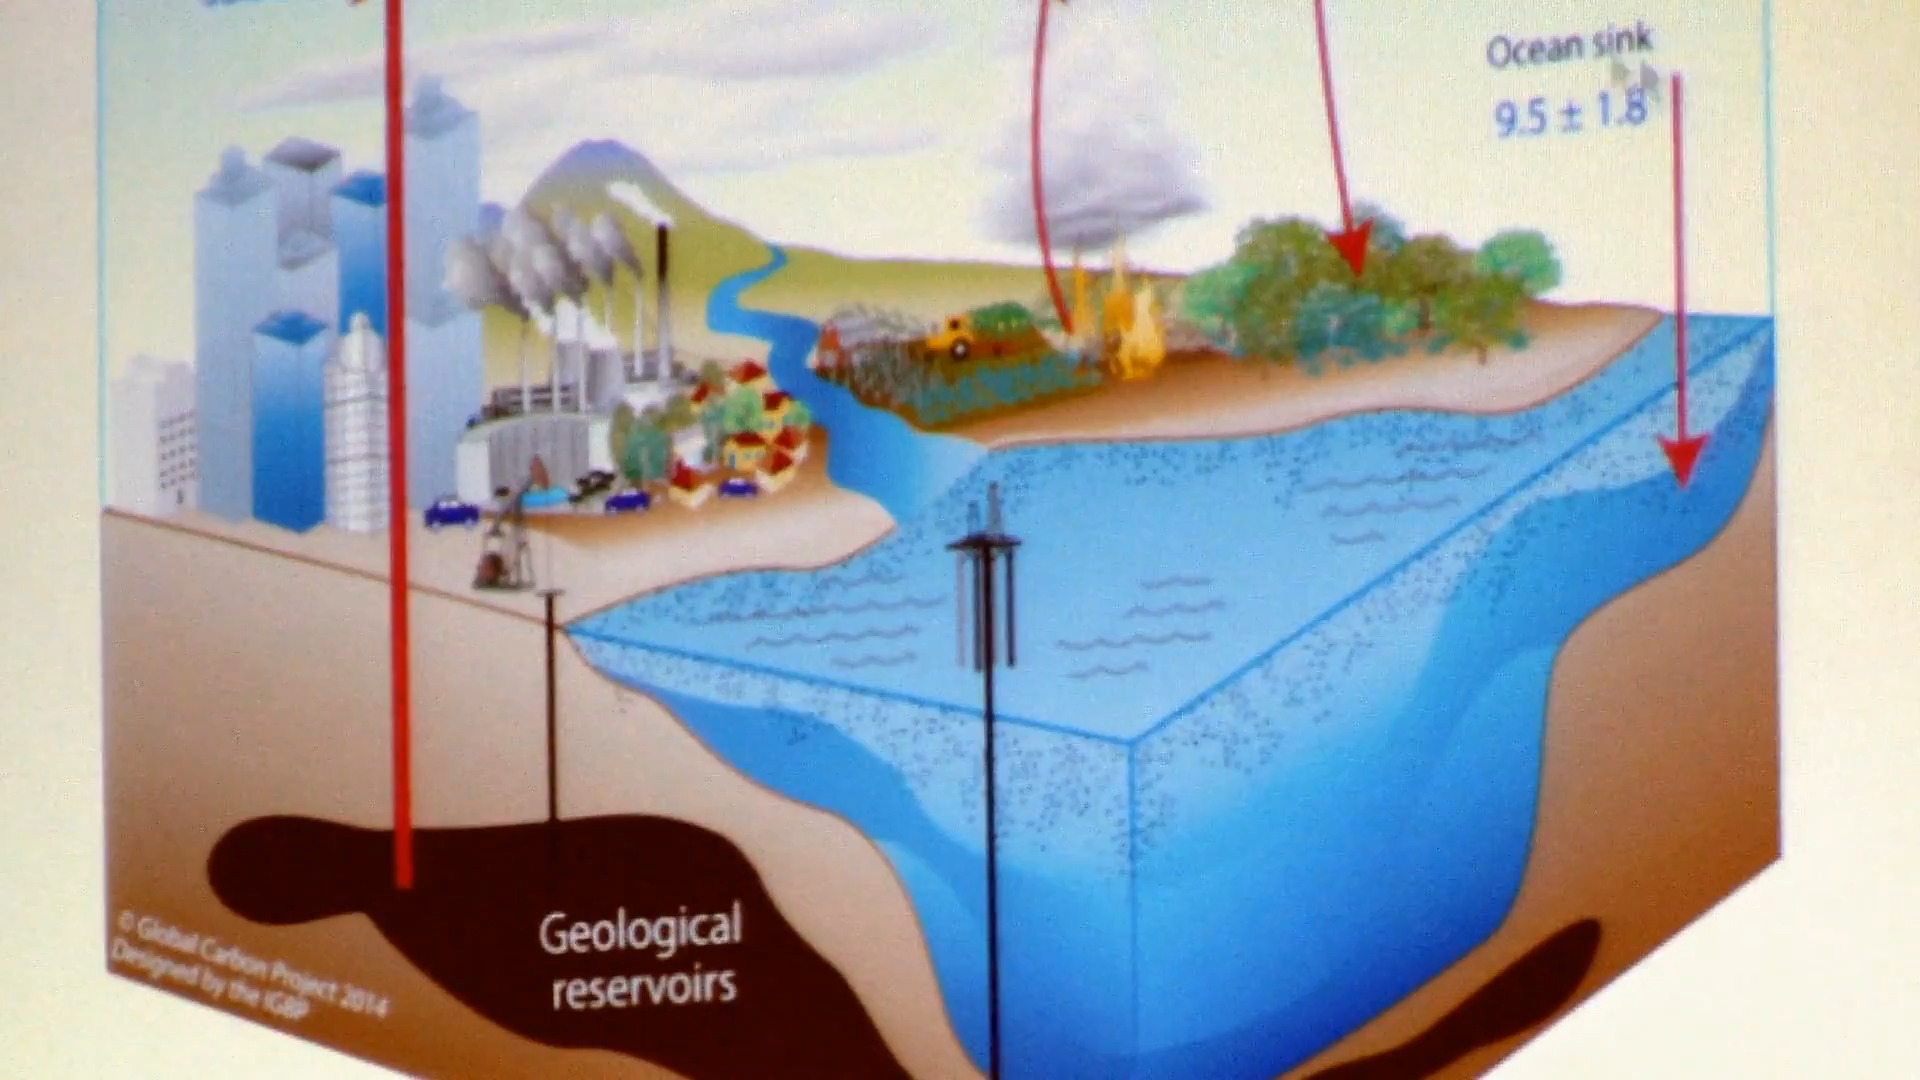 Ocean sink
9.5 ± 1.8
Geological
reservoirs
© Global Carbon Project 2014
Designed by the IGBP